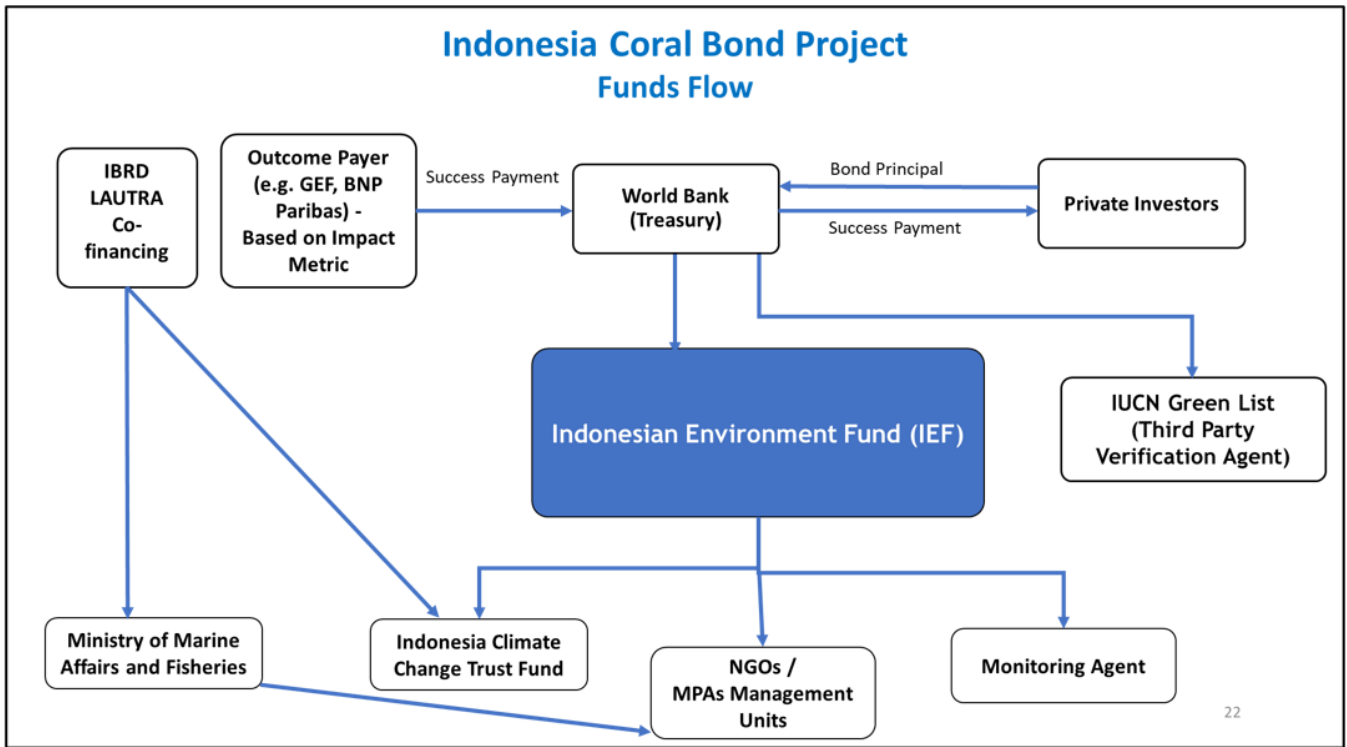 Indonesia Coral Bond Project
Funds Flow
IBRD
LAUTRA
Co-
financing
Outcome Payer
(e.g. GEF, BNP
Paribas) -
Based on Impact
Metric
Success Payment
World Bank
(Treasury)
Bond Principal
Success Payment
Private Investors
Indonesian Environment Fund (IEF)
IUCN Green List
(Third Party
Verification Agent)
Ministry of Marine
Affairs and Fisheries
Indonesia Climate
Change Trust Fund
NGOs /
MPAs Management
Units
Monitoring Agent
22